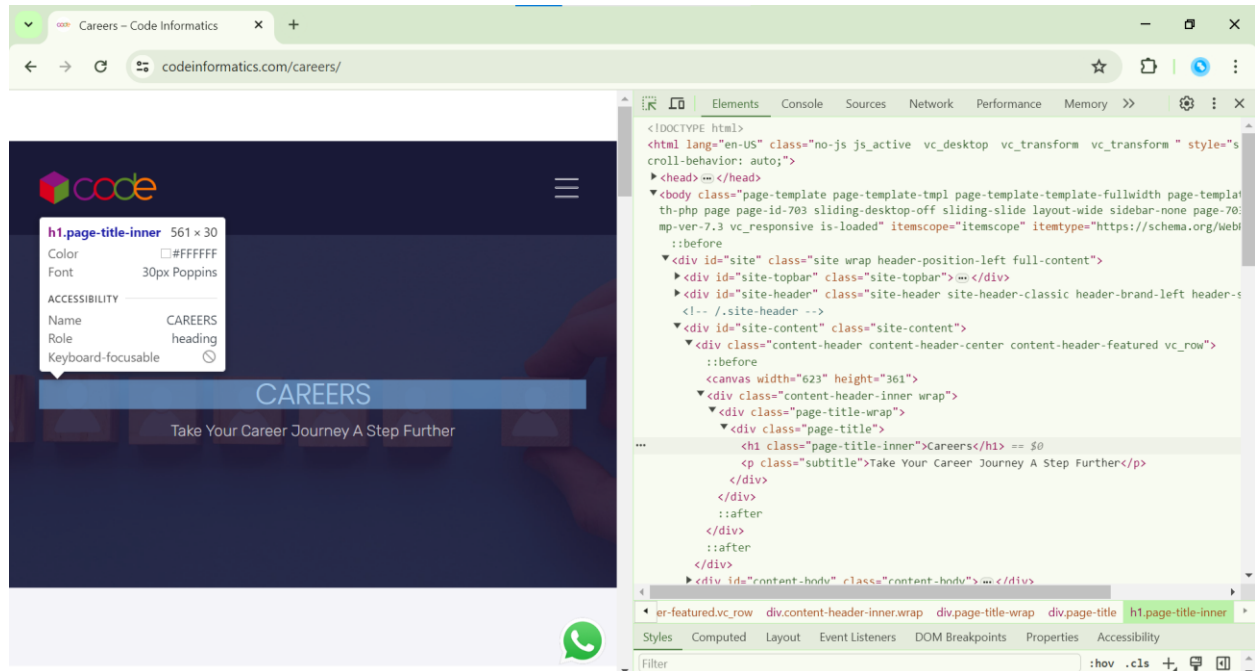 Careers – Code Informatics
codeinformatics.com/careers/
code
h1.page-title-inner 561 × 30
Color #FFFFFF
Font 30px Poppins
ACCESSIBILITY
Name CAREERS
Role heading
Keyboard-focusable
CAREERS
Take Your Career Journey A Step Further
Elements Console Sources Network Performance Memory
<!DOCTYPE html>
<html lang="en-US" class="no-js js_active vc_desktop vc_transform vc_transform " style="s
croll-behavior: auto;">
<head> … </head>
<body class="page-template page-template-tmpl page-template-template-fullwidth page-templat
th-php page page-id-703 sliding-desktop-off sliding-slide layout-wide sidebar-none page-70
mp-ver-7.3 vc_responsive is-loaded" itemscope="itemscope" itemtype="https://schema.org/Web
::before
<div id="site" class="site wrap header-position-left full-content">
<div id="site-topbar" class="site-topbar"> … </div>
<div id="site-header" class="site-header site-header-classic header-brand-left header-s
<!-- /.site-header -->
<div id="site-content" class="site-content">
<div class="content-header content-header-center content-header-featured vc_row">
::before
<canvas width="623" height="361">
<div class="content-header-inner wrap">
<div class="page-title-wrap">
<div class="page-title">
… <h1 class="page-title-inner">Careers</h1> == $0
<p class="subtitle">Take Your Career Journey A Step Further</p>
</div>
</div>
::after
</div>
::after
</div>
<div id="content-body" class="content-body"> … </div>
er-featured.vc_row div.content-header-inner.wrap div.page-title-wrap div.page-title h1.page-title-inner
Styles Computed Layout Event Listeners DOM Breakpoints Properties Accessibility
Filter :hov .cls